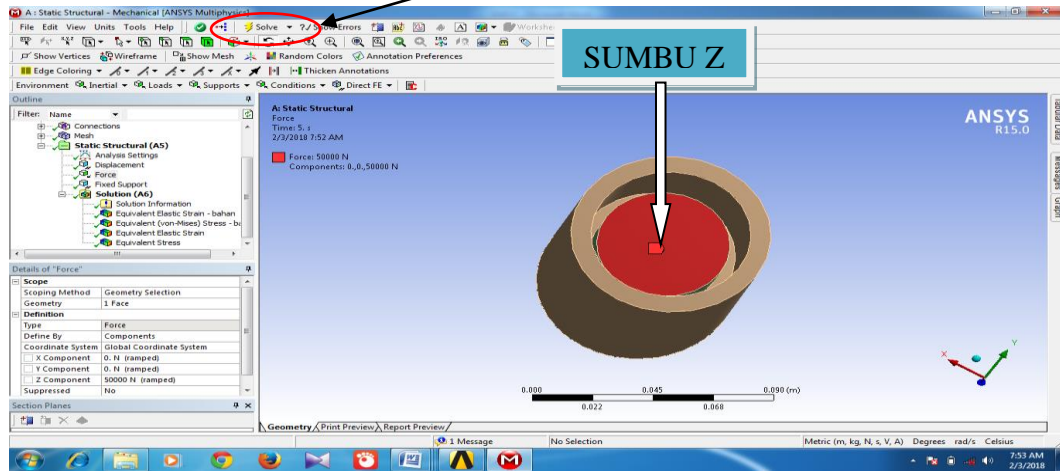 A : Static Structural - Mechanical [ANSYS Multiphysics]
File Edit View Units Tools Help Solve ?/ Show Errors Worksheet
Show Vertices Wireframe Show Mesh Random Colors Annotation Preferences
Edge Coloring Thicken Annotations
Environment Inertial Loads Supports Conditions Direct FE
SUMBU Z
Outline
Filter: Name
Connections
Mesh
Static Structural (A5)
Analysis Settings
Displacement
Force
Fixed Support
Solution (A6)
Solution Information
Equivalent Elastic Strain - bahan
Equivalent (von-Mises) Stress - ba
Equivalent Elastic Strain
Equivalent Stress
Details of "Force"
Scope
Scoping Method Geometry Selection
Geometry 1 Face
Definition
Type Force
Define By Components
Coordinate System Global Coordinate System
X Component 0. N (ramped)
Y Component 0. N (ramped)
Z Component 50000 N (ramped)
Suppressed No
Section Planes
A: Static Structural
Force
Time: 5. s
2/3/2018 7:52 AM
Force: 50000 N
Components: 0.,0.,50000 N
ANSYS
R15.0
X
Y
0.000 0.045 0.090 (m)
0.022 0.068
Geometry Print Preview Report Preview
Tabular Data
Messages
Graph
1 Message No Selection Metric (m, kg, N, s, V, A) Degrees rad/s Celsius
7:53 AM
2/3/2018